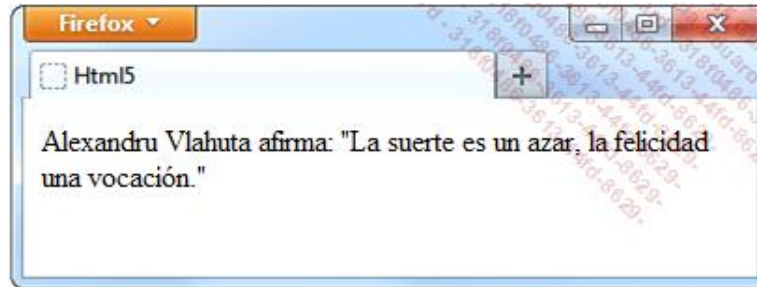 Firefox
Html5
Alexandru Vlahuta afirma: "La suerte es un azar, la felicidad
una vocación."